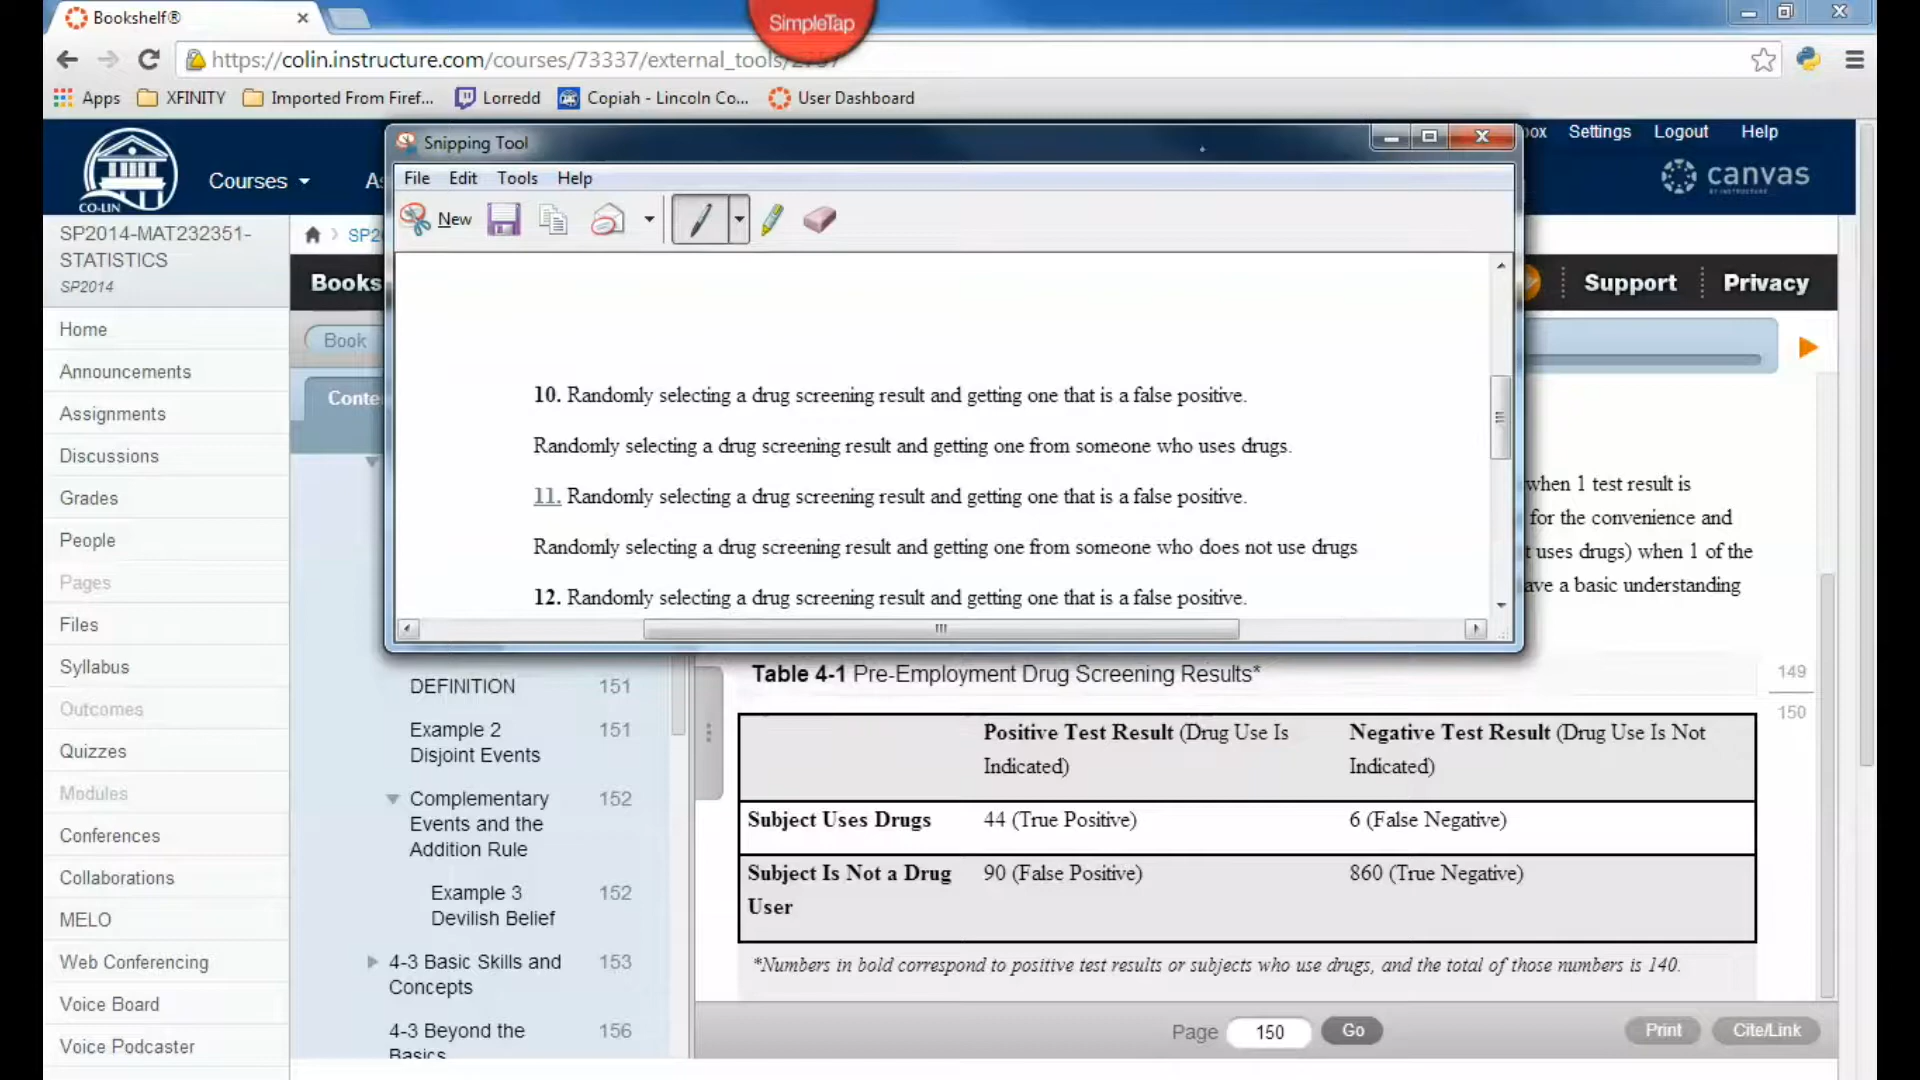 Bookshelf®
SimpleTap
https://colin.instructure.com/courses/73337/external_tools/
Apps XFINITY Imported From Firef... Lorredd Copiah - Lincoln Co... User Dashboard
Snipping Tool
Settings Logout Help
CO-LIN
Courses
canvas
BY INSTRUCTURE
File Edit Tools Help
New
SP2014-MAT232351-
STATISTICS
SP2014
SP2
Books
Support Privacy
Book
Conte
Home
Announcements
Assignments
Discussions
Grades
People
Pages
Files
Syllabus
Outcomes
Quizzes
Modules
Conferences
Collaborations
MELO
Web Conferencing
Voice Board
Voice Podcaster
10. Randomly selecting a drug screening result and getting one that is a false positive.
Randomly selecting a drug screening result and getting one from someone who uses drugs.
11. Randomly selecting a drug screening result and getting one that is a false positive.
Randomly selecting a drug screening result and getting one from someone who does not use drugs
12. Randomly selecting a drug screening result and getting one that is a false positive.
when 1 test result is
for the convenience and
t uses drugs) when 1 of the
ave a basic understanding
DEFINITION 151
Example 2 151
Disjoint Events
Complementary 152
Events and the
Addition Rule
Example 3 152
Devilish Belief
4-3 Basic Skills and 153
Concepts
4-3 Beyond the 156
Basics
Table 4-1 Pre-Employment Drug Screening Results*
149
150
Positive Test Result (Drug Use Is Negative Test Result (Drug Use Is Not
Indicated) Indicated)
Subject Uses Drugs 44 (True Positive) 6 (False Negative)
Subject Is Not a Drug 90 (False Positive) 860 (True Negative)
User
*Numbers in bold correspond to positive test results or subjects who use drugs, and the total of those numbers is 140.
Page 150 Go Print Cite/Link